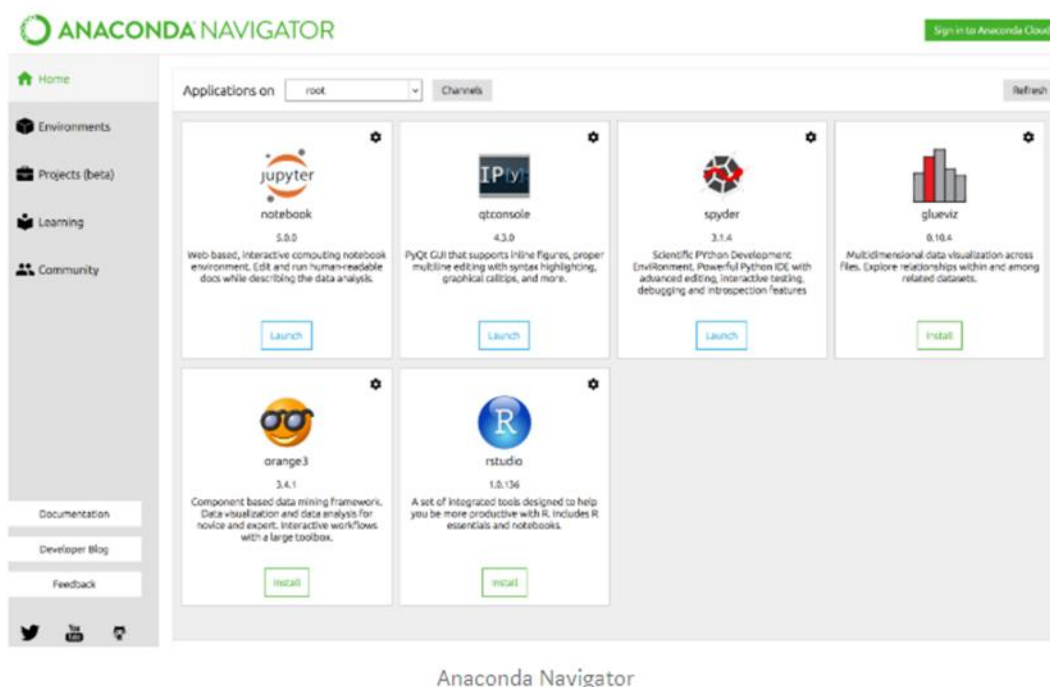 ANACONDA NAVIGATOR
Sign in to Anaconda Cloud
Home
Environments
Projects (beta)
Learning
Community
Documentation
Developer Blog
Feedback
You
Tube
Applications on root Channels Refresh
jupyter
notebook
5.0.0
Web-based, interactive computing notebook
environment. Edit and run human-readable
docs while describing the data analysis.
Launch
IP[y]:
qtconsole
4.3.0
PyQt GUI that supports inline figures, proper
multiline editing with syntax highlighting,
graphical calltips, and more.
Launch
spyder
3.1.4
Scientific PYthon Development
EnviRonment. Powerful Python IDE with
advanced editing, interactive testing,
debugging and introspection features
Launch
glueviz
0.10.4
Multidimensional data visualization across
files. Explore relationships within and among
related datasets.
Install
orange3
3.4.1
Component based data mining framework.
Data visualization and data analysis for
novice and expert. Interactive workflows
with a large toolbox.
Install
R
rstudio
1.0.136
A set of integrated tools designed to help
you be more productive with R. Includes R
essentials and notebooks.
Install
Anaconda Navigator